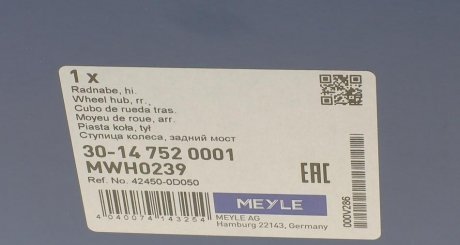 1 x
Radnabe, hi.
Wheel hub, rr.,
Cubo de rueda tras.
Moyeu de roue, arr.
Piasta koła, tył
Ступица колеса, задний мост
30-14 752 0001
MWH0239
Ref. No. 42450-0D050
EAC
MEYLE
MEYLE AG
Hamburg 22143, Germany
4 040074 143254
000V286